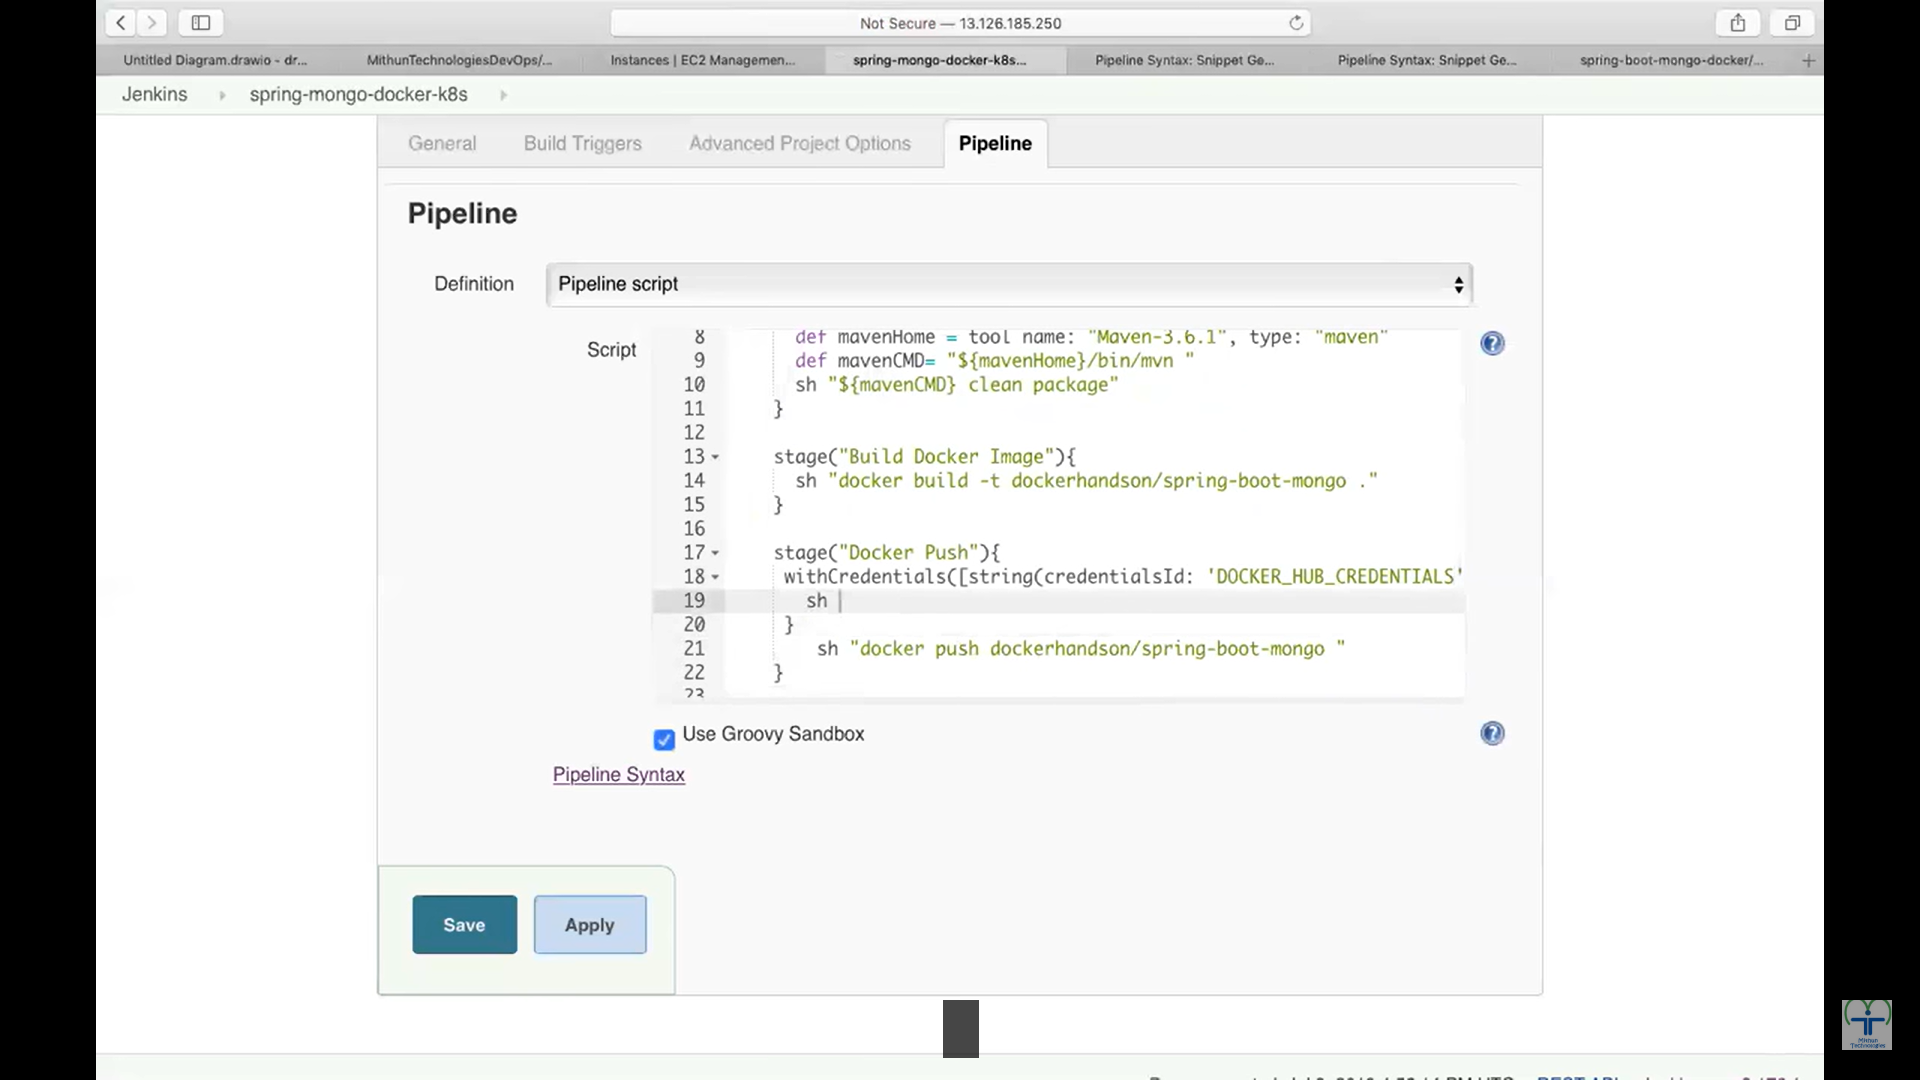 Not Secure — 13.126.185.250
Untitled Diagram.drawio - dr...
MithunTechnologiesDevOps/...
Instances | EC2 Managemen...
spring-mongo-docker-k8s...
Pipeline Syntax: Snippet Ge...
Pipeline Syntax: Snippet Ge...
spring-boot-mongo-docker/...
Jenkins
spring-mongo-docker-k8s
General
Build Triggers
Advanced Project Options
Pipeline
Pipeline
Definition
Pipeline script
Script
8 def mavenHome = tool name: "Maven-3.6.1", type: "maven"
9 def mavenCMD= "${mavenHome}/bin/mvn "
10 sh "${mavenCMD} clean package"
11 }
12
13 stage("Build Docker Image"){
14 sh "docker build -t dockerhandson/spring-boot-mongo ."
15 }
16
17 stage("Docker Push"){
18 withCredentials([string(credentialsId: 'DOCKER_HUB_CREDENTIALS'
19 sh
20 }
21 sh "docker push dockerhandson/spring-boot-mongo "
22 }
23
Use Groovy Sandbox
Pipeline Syntax
Save
Apply
Mithun
Technologies